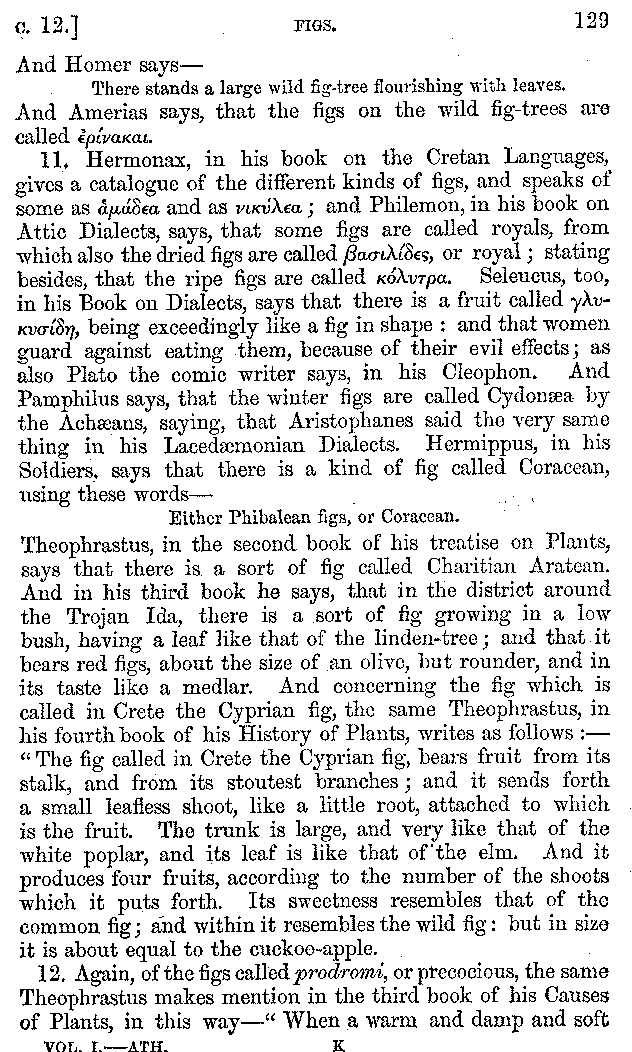 c. 12.] FIGS. 129
And Homer says—
There stands a large wild fig-tree flourishing with leaves.
And Amerias says, that the figs on the wild fig-trees are
called ἐρίνακαι.
11. Hermonax, in his book on the Cretan Languages,
gives a catalogue of the different kinds of figs, and speaks of
some as ἁμάδεα and as νικύλεα; and Philemon, in his book on
Attic Dialects, says, that some figs are called royals, from
which also the dried figs are called βασιλίδες, or royal; stating
besides, that the ripe figs are called κόλυτρα. Seleucus, too,
in his Book on Dialects, says that there is a fruit called γλυ-
κυσίδη, being exceedingly like a fig in shape: and that women
guard against eating them, because of their evil effects; as
also Plato the comic writer says, in his Cleophon. And
Pamphilus says, that the winter figs are called Cydonæa by
the Achæans, saying, that Aristophanes said the very same
thing in his Lacedæmonian Dialects. Hermippus, in his
Soldiers, says that there is a kind of fig called Coracean,
using these words—
Either Phibalean figs, or Coracean.
Theophrastus, in the second book of his treatise on Plants,
says that there is a sort of fig called Charitian Aratean.
And in his third book he says, that in the district around
the Trojan Ida, there is a sort of fig growing in a low
bush, having a leaf like that of the linden-tree; and that it
bears red figs, about the size of an olive, but rounder, and in
its taste like a medlar. And concerning the fig which is
called in Crete the Cyprian fig, the same Theophrastus, in
his fourth book of his History of Plants, writes as follows:—
"The fig called in Crete the Cyprian fig, bears fruit from its
stalk, and from its stoutest branches; and it sends forth
a small leafless shoot, like a little root, attached to which
is the fruit. The trunk is large, and very like that of the
white poplar, and its leaf is like that of the elm. And it
produces four fruits, according to the number of the shoots
which it puts forth. Its sweetness resembles that of the
common fig; and within it resembles the wild fig: but in size
it is about equal to the cuckoo-apple.
12. Again, of the figs called prodromi, or precocious, the same
Theophrastus makes mention in the third book of his Causes
of Plants, in this way—"When a warm and damp and soft
VOL. I.—ATH. K